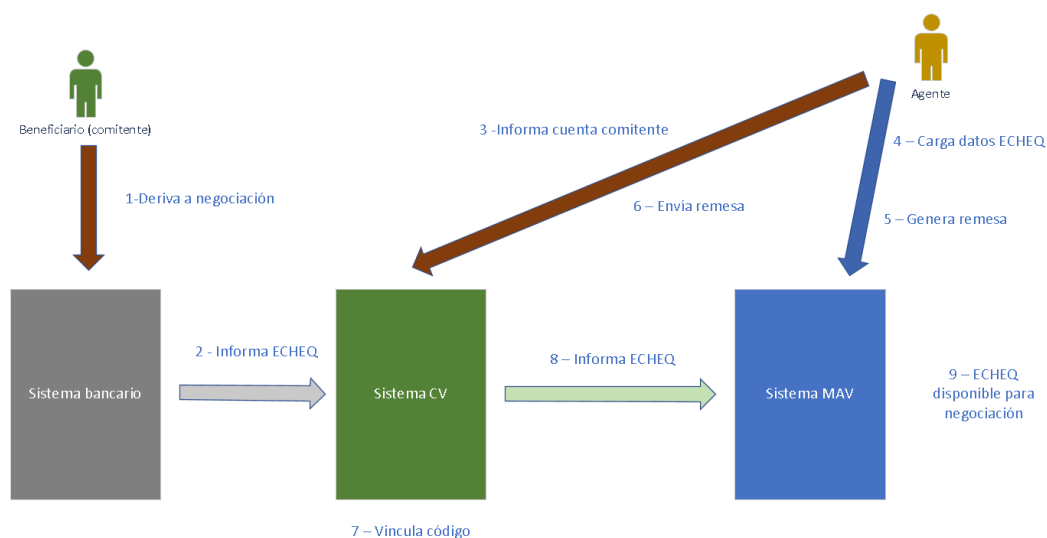 Agente
Beneficiario (comitente)
3 -Informa cuenta comitente
4 – Carga datos ECHEQ
1-Deriva a negociación
6 – Envía remesa
5 – Genera remesa
2 - Informa ECHEQ
8 – Informa ECHEQ
Sistema bancario
Sistema CV
Sistema MAV
9 – ECHEQ
disponible para
negociación
7 – Vincula código